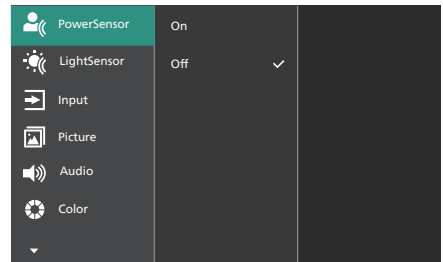 PowerSensor
On
LightSensor
Off
Input
Picture
Audio
Color